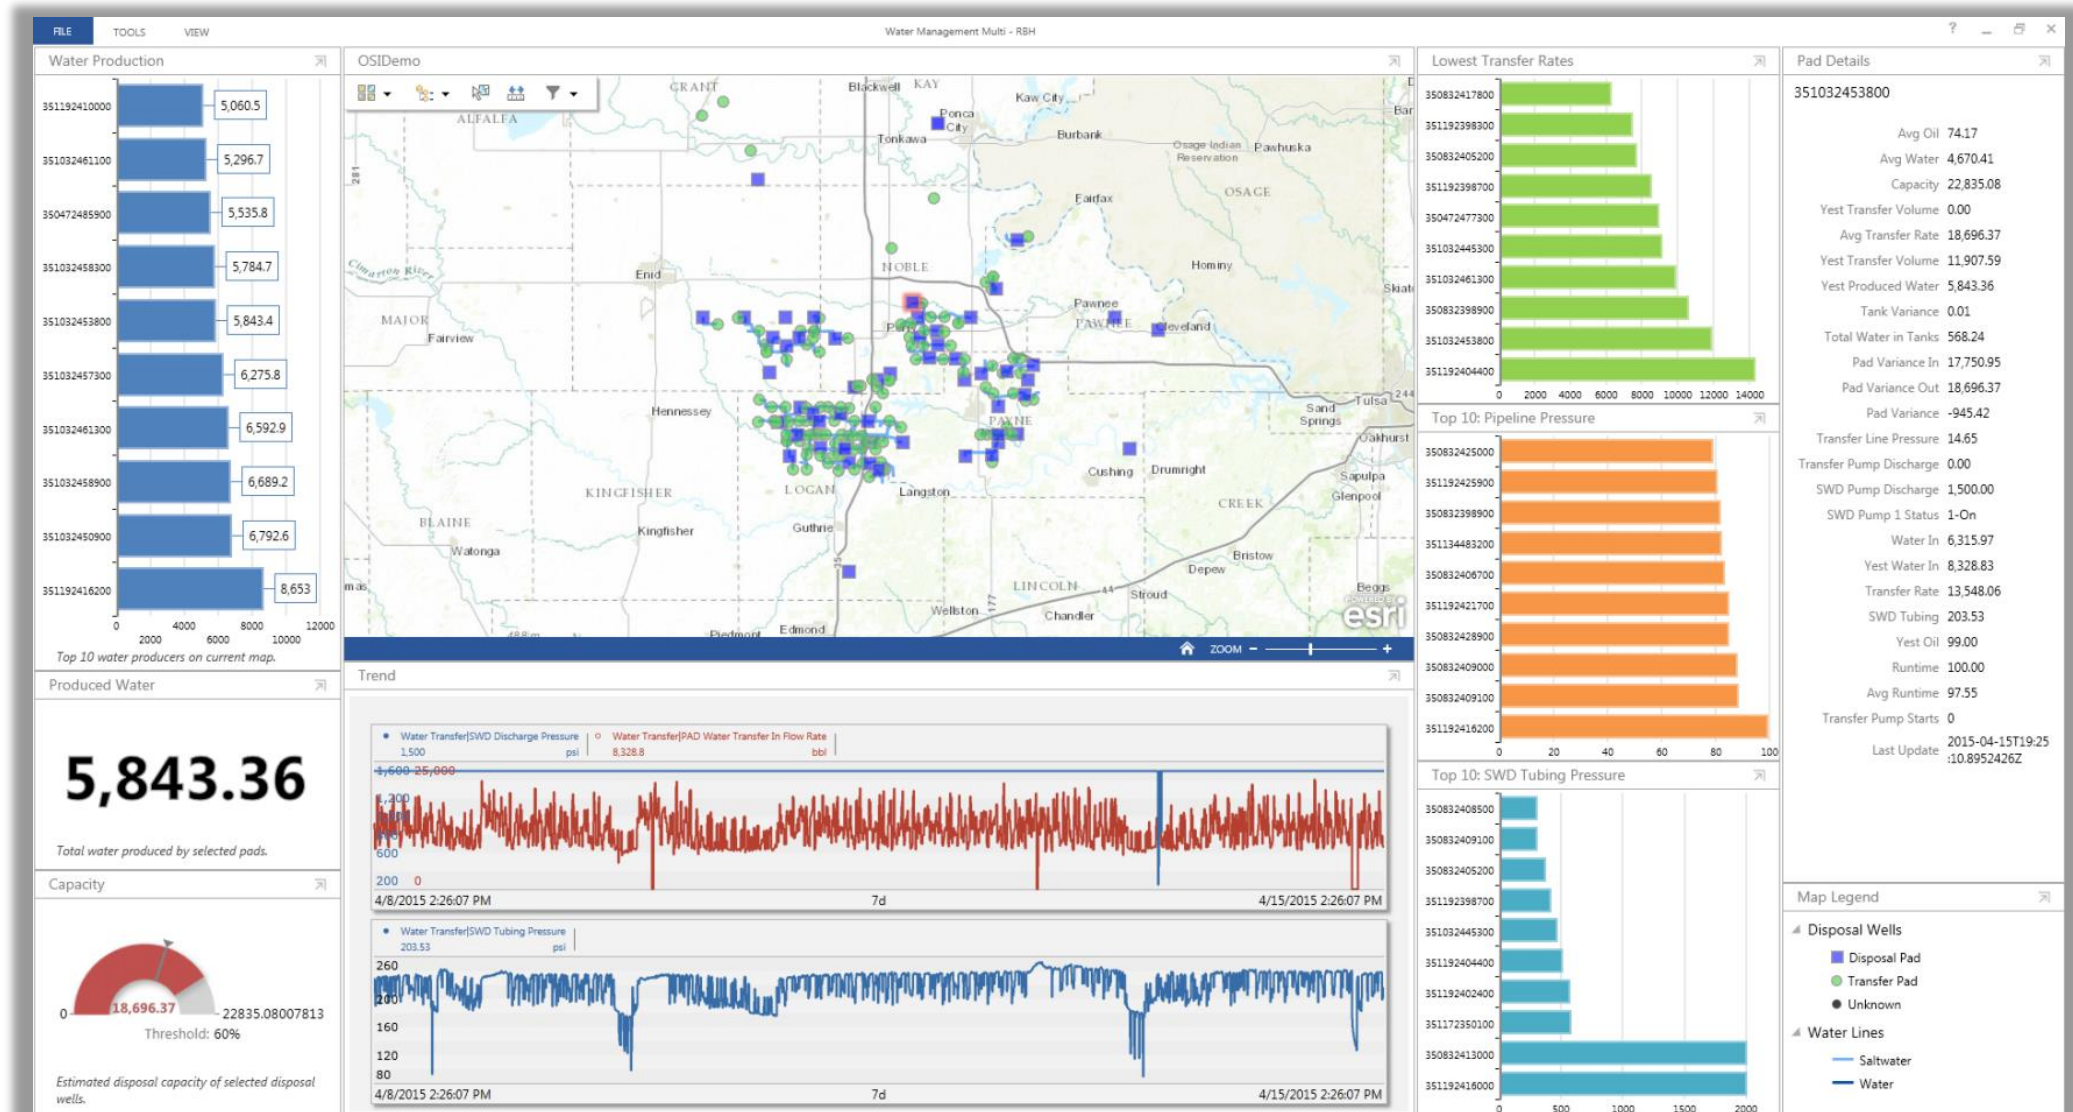 FILE TOOLS VIEW Water Management Multi - RBH
Water Production
351192410000 5,060.5
351032461100 5,296.7
350472485900 5,535.8
351032458300 5,784.7
351032453800 5,843.4
351032457300 6,275.8
351032461300 6,592.9
351032458900 6,689.2
351032450900 6,792.6
351192416200 8,653
0 4000 8000 12000
2000 6000 10000
Top 10 water producers on current map.
Produced Water
5,843.36
Total water produced by selected pads.
Capacity
0 18,696.37 22835.08007813
Threshold: 60%
Estimated disposal capacity of selected disposal
wells.
OSIDemo
GRANT
Blackwell KAY
Kaw City
ALFALFA
Ponca
City
Tonkawa
Burbank
Osage Indian
Reservation
Pawhuska
281
OSAGE
Fairfax
Cimarron River
Enid
NOBLE
Hominy
Pawnee
MAJOR
PAWNEE
Cleveland
Fairview
Hennessey
Sand
Springs
Tulsa
244
PAYNE
Oakhurst
Cushing
Drumright
Sapulpa
Glenpool
KINGFISHER
LOGAN
Langston
CREEK
BLAINE
Kingfisher
Guthrie
Watonga
Bristow
Depew
35
LINCOLN
44
Stroud
Beggs
Wellston
177
Chandler
Piedmont
Edmond
POWERED BY
esri
ZOOM
Trend
Water Transfer|SWD Discharge Pressure Water Transfer|PAD Water Transfer In Flow Rate
1,500 psi 8,328.8 bbl
1,600 25,000
1,200
600
200 0
4/8/2015 2:26:07 PM 7d 4/15/2015 2:26:07 PM
Water Transfer|SWD Tubing Pressure
203.53 psi
260
200
160
120
80
4/8/2015 2:26:07 PM 7d 4/15/2015 2:26:07 PM
Lowest Transfer Rates
350832417800
351192398300
350832405200
351192398700
350472477300
351032445300
351032461300
350832398900
351032453800
351192404400
0 2000 4000 6000 8000 10000 12000 14000
Top 10: Pipeline Pressure
350832425000
351192425900
350832398900
351134483200
350832406700
351192421700
350832428900
350832409000
350832409100
351192416200
0 20 40 60 80 100
Top 10: SWD Tubing Pressure
350832408500
350832409100
350832405200
351192398700
351032445300
351192404400
351192402400
351172350100
350832413000
351192416000
0 500 1000 1500 2000
Pad Details
351032453800
Avg Oil 74.17
Avg Water 4,670.41
Capacity 22,835.08
Yest Transfer Volume 0.00
Avg Transfer Rate 18,696.37
Yest Transfer Volume 11,907.59
Yest Produced Water 5,843.36
Tank Variance 0.01
Total Water in Tanks 568.24
Pad Variance In 17,750.95
Pad Variance Out 18,696.37
Pad Variance -945.42
Transfer Line Pressure 14.65
Transfer Pump Discharge 0.00
SWD Pump Discharge 1,500.00
SWD Pump 1 Status 1-On
Water In 6,315.97
Yest Water In 8,328.83
Transfer Rate 13,548.06
SWD Tubing 203.53
Yest Oil 99.00
Runtime 100.00
Avg Runtime 97.55
Transfer Pump Starts 0
Last Update 2015-04-15T19:25
:10.8952426Z
Map Legend
Disposal Wells
Disposal Pad
Transfer Pad
Unknown
Water Lines
Saltwater
Water